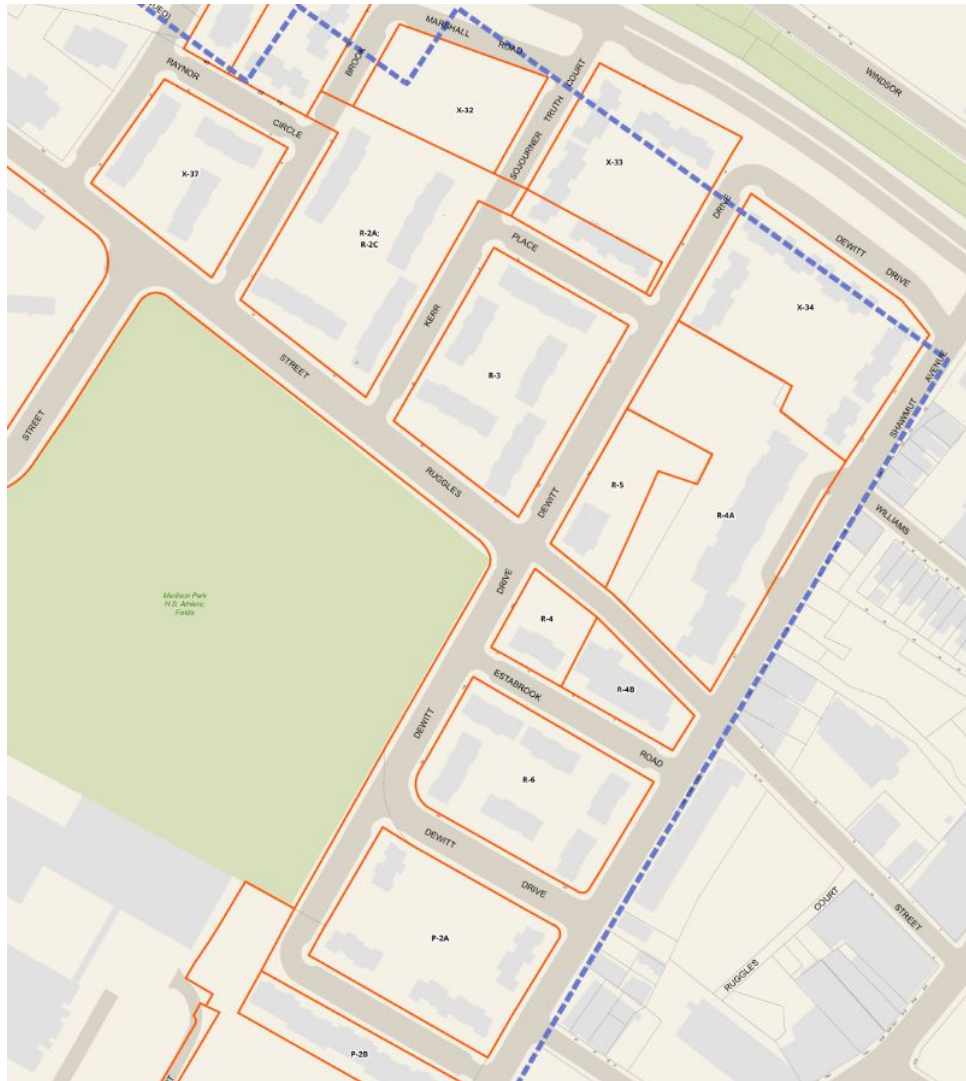 MARSHALL ROAD
WINDSOR
RAYNOR
CIRCLE
BROOK
X-32
SOJOURNER TRUTH COURT
X-33
X-37
R-2A;
R-2C
PLACE
DRIVE
DEWITT
DRIVE
X-34
KERR
STREET
R-3
SHAWMUT AVENUE
STREET
RUGGLES
DEWITT
R-5
R-4A
WILLIAMS
Madison Park
H.S. Athletic
Fields
DRIVE
R-4
R-4B
ESTABROOK
ROAD
DEWITT
R-6
DEWITT
DRIVE
RUGGLES COURT
STREET
P-2A
P-2B